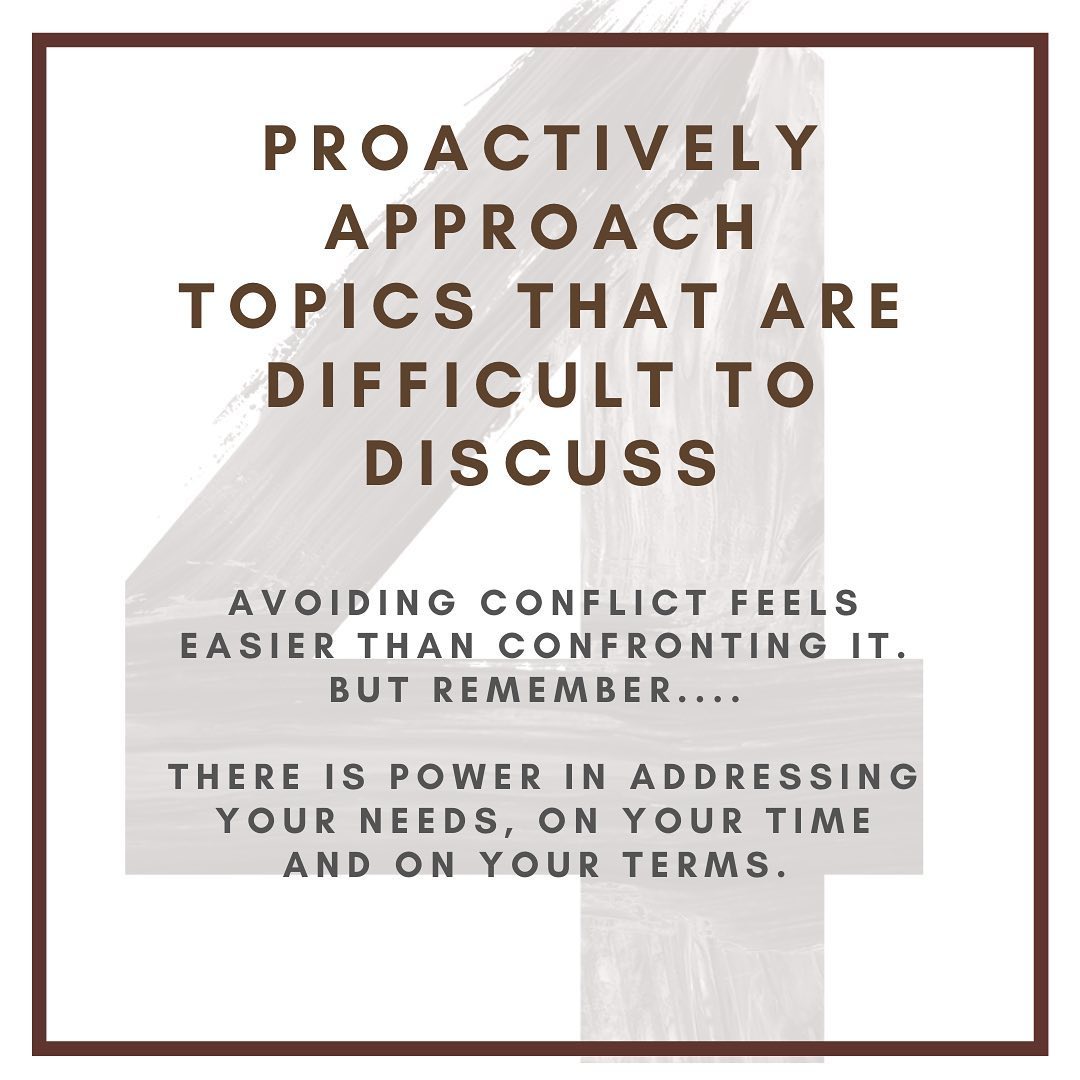 4
PROACTIVELY
APPROACH
TOPICS THAT ARE
DIFFICULT TO
DISCUSS
AVOIDING CONFLICT FEELS
EASIER THAN CONFRONTING IT.
BUT REMEMBER....
THERE IS POWER IN ADDRESSING
YOUR NEEDS, ON YOUR TIME
AND ON YOUR TERMS.